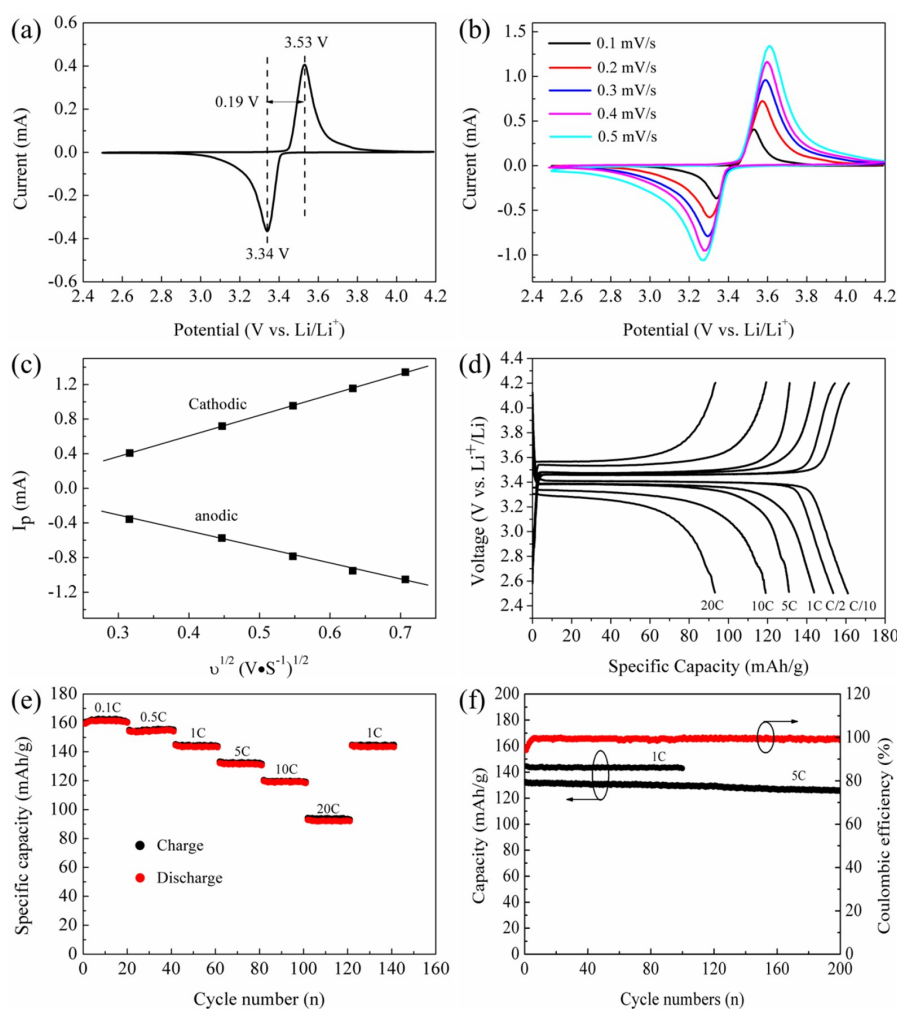 (a)
0.6
0.4
0.2
0.0
-0.2
-0.4
-0.6
Current (mA)
3.53 V
0.19 V
3.34 V
2.4 2.6 2.8 3.0 3.2 3.4 3.6 3.8 4.0 4.2
Potential (V vs. Li/Li+)
(b)
1.5
1.0
0.5
0.0
-0.5
-1.0
Current (mA)
0.1 mV/s
0.2 mV/s
0.3 mV/s
0.4 mV/s
0.5 mV/s
2.4 2.6 2.8 3.0 3.2 3.4 3.6 3.8 4.0 4.2
Potential (V vs. Li/Li+)
(c)
1.2
0.8
0.4
0.0
-0.4
-0.8
-1.2
Ip (mA)
Cathodic
anodic
0.3 0.4 0.5 0.6 0.7
υ1/2 (V•S-1)1/2
(d)
4.4
4.2
4.0
3.8
3.6
3.4
3.2
3.0
2.8
2.6
2.4
Voltage (V vs. Li+/Li)
20C 10C 5C 1C C/2 C/10
0 20 40 60 80 100 120 140 160 180
Specific Capacity (mAh/g)
(e)
180
160
140
120
100
80
60
40
20
0
Specific capacity (mAh/g)
0.1C
0.5C
1C
5C
10C
20C
1C
Charge
Discharge
0 20 40 60 80 100 120 140 160
Cycle number (n)
(f)
200
180
160
140
120
100
80
60
40
20
0
Capacity (mAh/g)
1C
5C
120
100
80
60
40
20
0
Coulombic efficiency (%)
0 40 80 120 160 200
Cycle numbers (n)